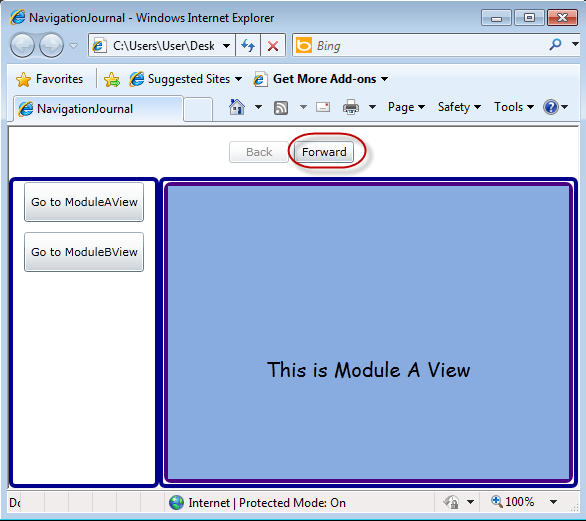 NavigationJournal - Windows Internet Explorer
C:\Users\User\Desk
Bing
Favorites
Suggested Sites
Get More Add-ons
NavigationJournal
Page
Safety
Tools
Back
Forward
Go to ModuleAView
Go to ModuleBView
This is Module A View
Internet | Protected Mode: On
100%